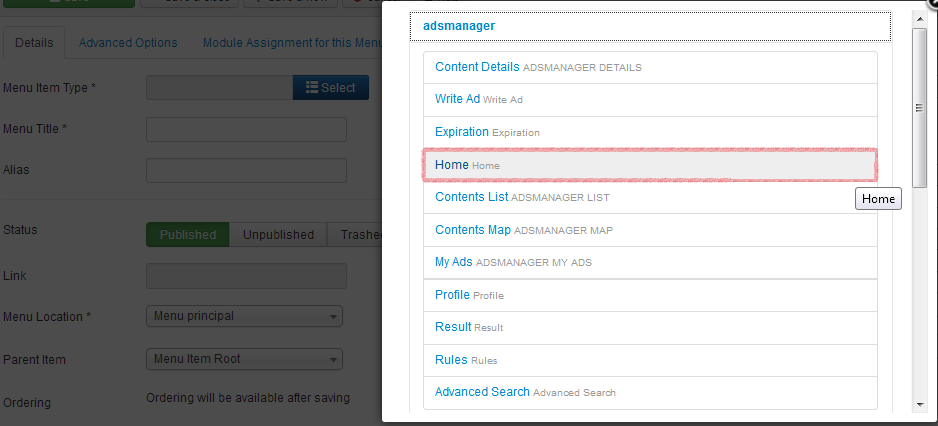 Details
Advanced Options
Module Assignment for this Menu
Menu Item Type *
Select
Menu Title *
Alias
Status
Published
Unpublished
Trashe
Link
Menu Location *
Menu principal
Parent Item
Menu Item Root
Ordering
Ordering will be available after saving
adsmanager
Content Details ADSMANAGER DETAILS
Write Ad Write Ad
Expiration Expiration
Home Home
Home
Contents List ADSMANAGER LIST
Contents Map ADSMANAGER MAP
My Ads ADSMANAGER MY ADS
Profile Profile
Result Result
Rules Rules
Advanced Search Advanced Search